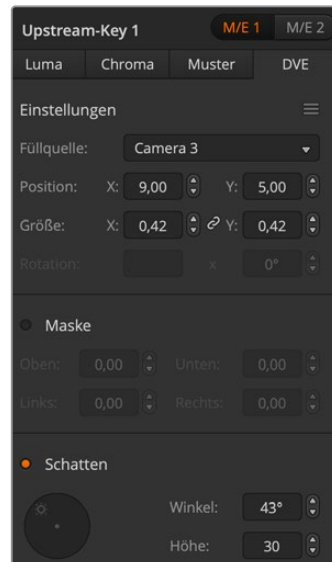 Upstream-Key 1 M/E 1 M/E 2
Luma Chroma Muster DVE
Einstellungen
Füllquelle: Camera 3
Position: X: 9,00 Y: 5,00
Größe: X: 0,42 Y: 0,42
Rotation: x 0°
Maske
Oben: 0,00 Unten: 0,00
Links: 0,00 Rechts: 0,00
Schatten
Winkel: 43°
Höhe: 30